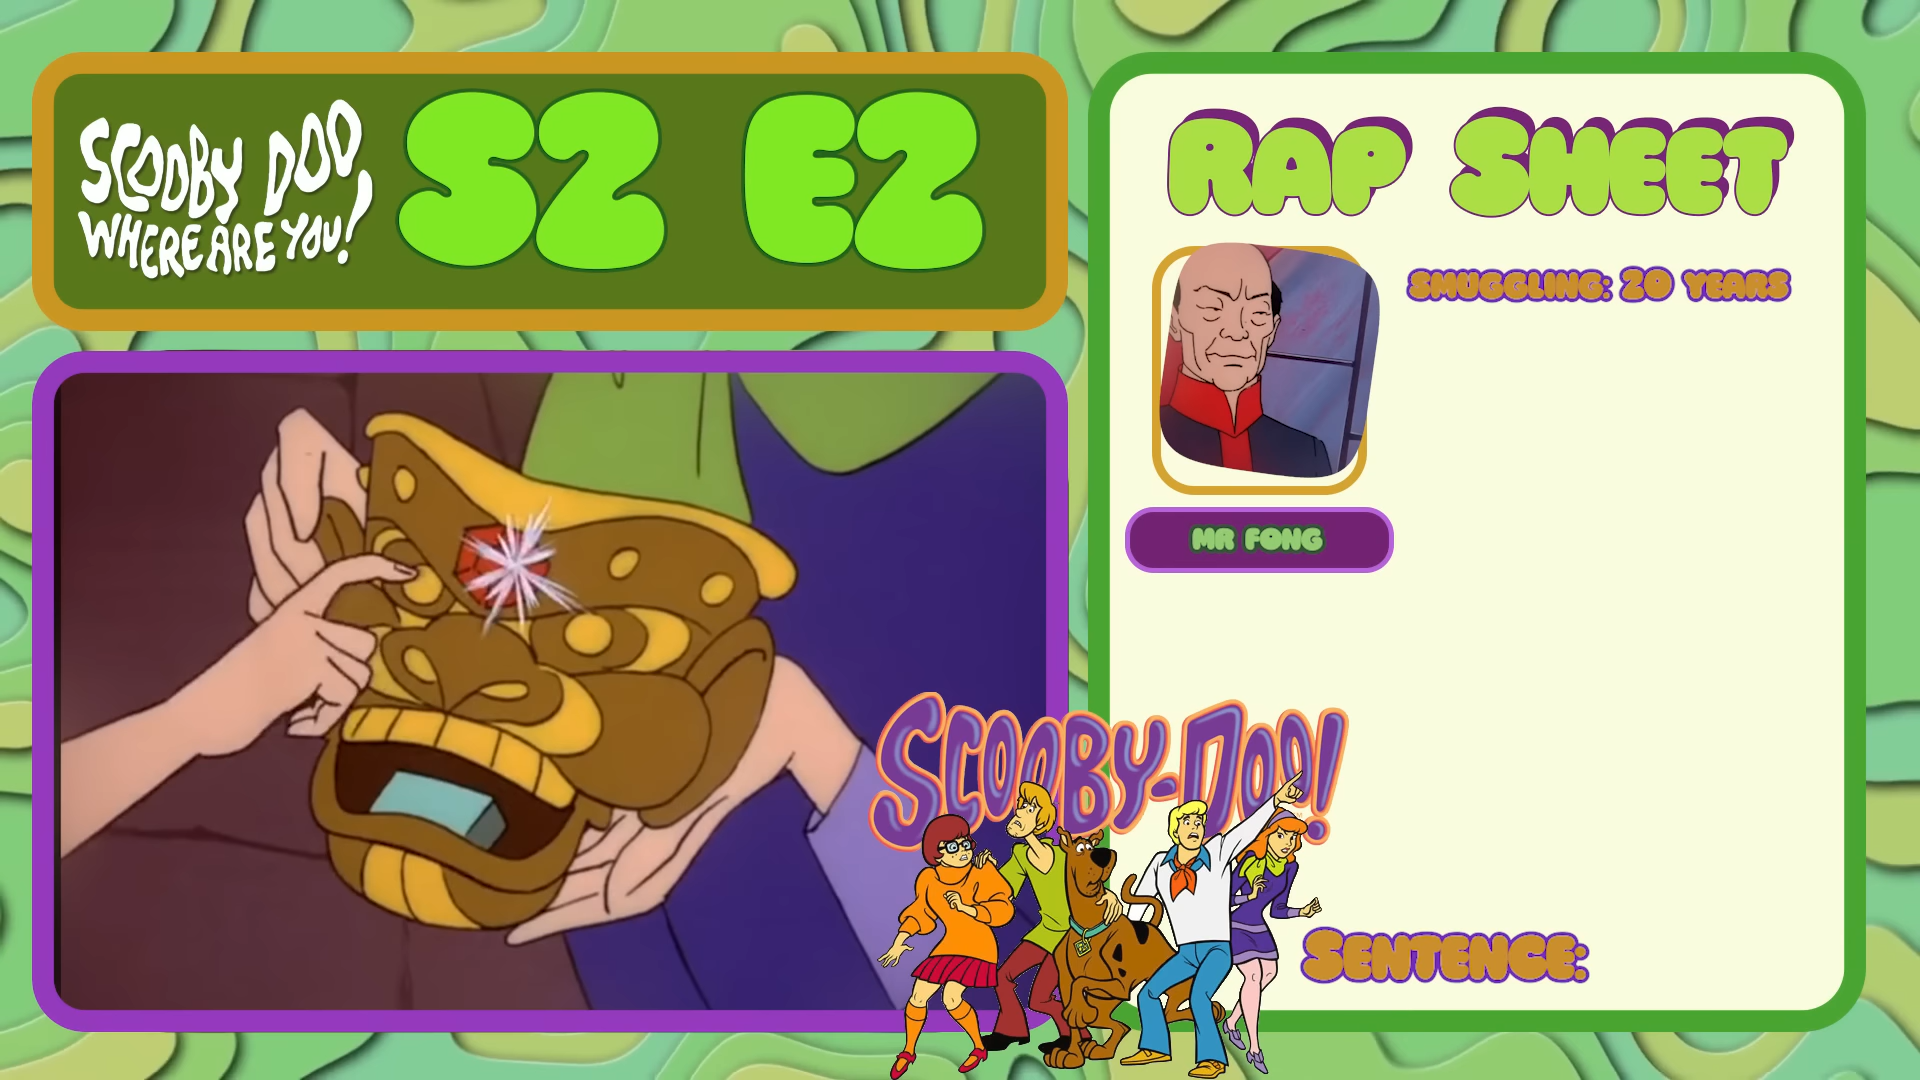 SCOOBY DOO
WHERE ARE YOU!
S2 E2
RAP SHEET
SMUGGLING: 20 YEARS
MR FONG
SCOOBY-DOO!
SENTENCE: